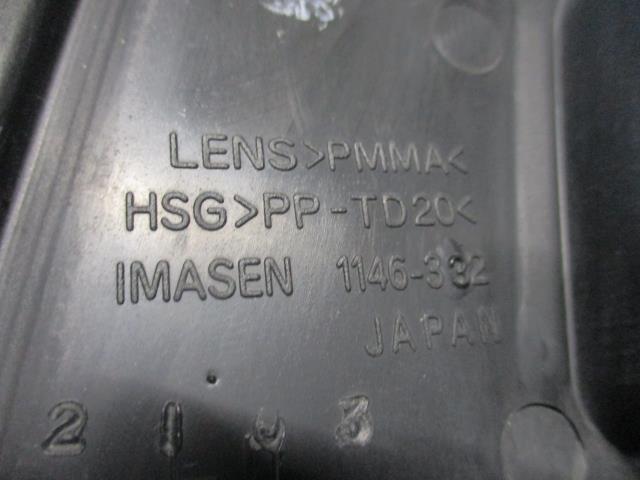 LENS>PMMA<
HSG>PP-TD20<
IMASEN 1146-332
JAPAN